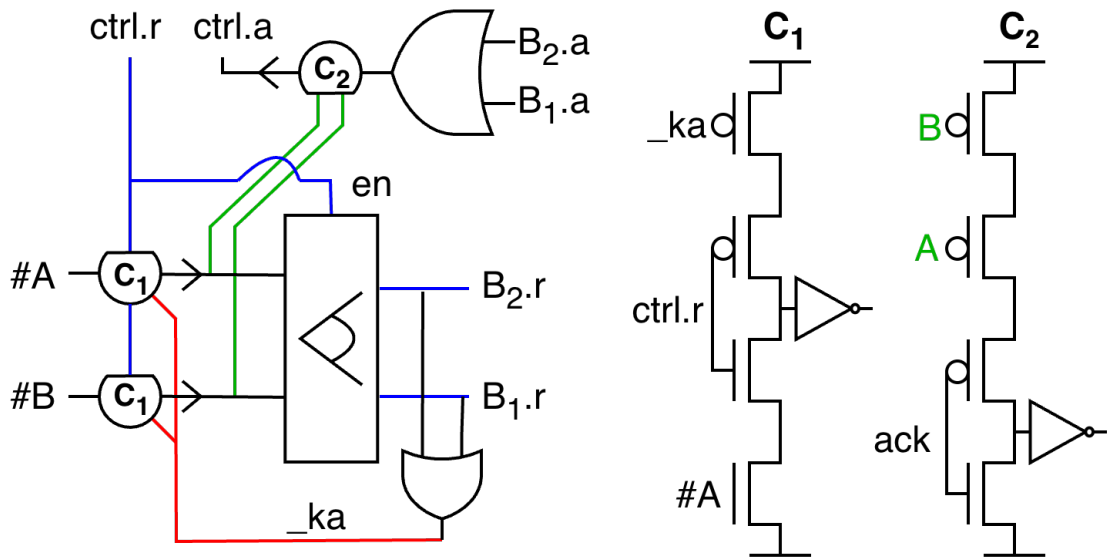 ctrl.r
ctrl.a
C2
B2.a
B1.a
en
#A
C1
B2.r
#B
C1
B1.r
_ka
C1
_ka
ctrl.r
#A
C2
B
A
ack